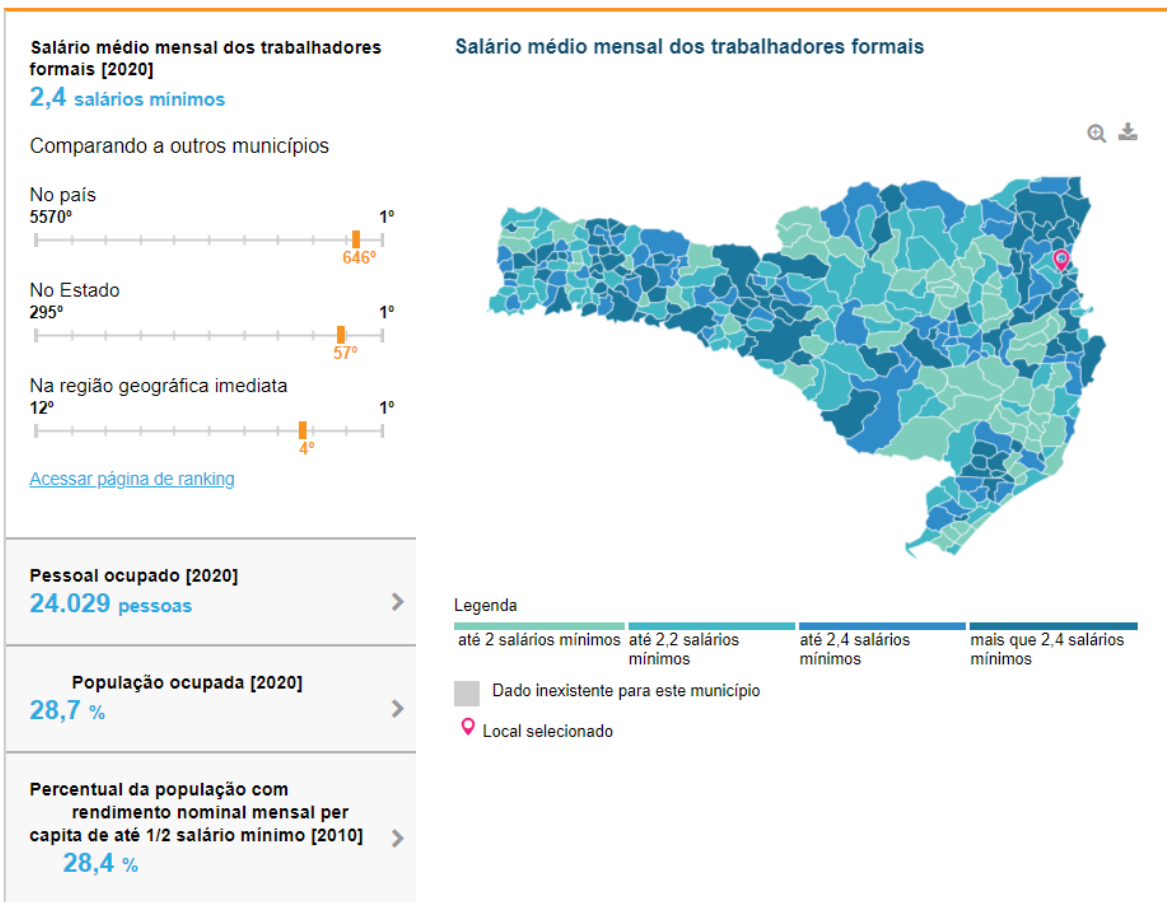 Salário médio mensal dos trabalhadores
formais [2020]
2,4 salários mínimos
Comparando a outros municípios
No país
5570º 1º
646º
No Estado
295º 1º
57º
Na região geográfica imediata
12º 1º
4º
Acessar página de ranking
Pessoal ocupado [2020]
24.029 pessoas
População ocupada [2020]
28,7 %
Percentual da população com
rendimento nominal mensal per
capita de até 1/2 salário mínimo [2010]
28,4 %
Salário médio mensal dos trabalhadores formais
Legenda
até 2 salários mínimos
até 2,2 salários
mínimos
até 2,4 salários
mínimos
mais que 2,4 salários
mínimos
Dado inexistente para este município
Local selecionado